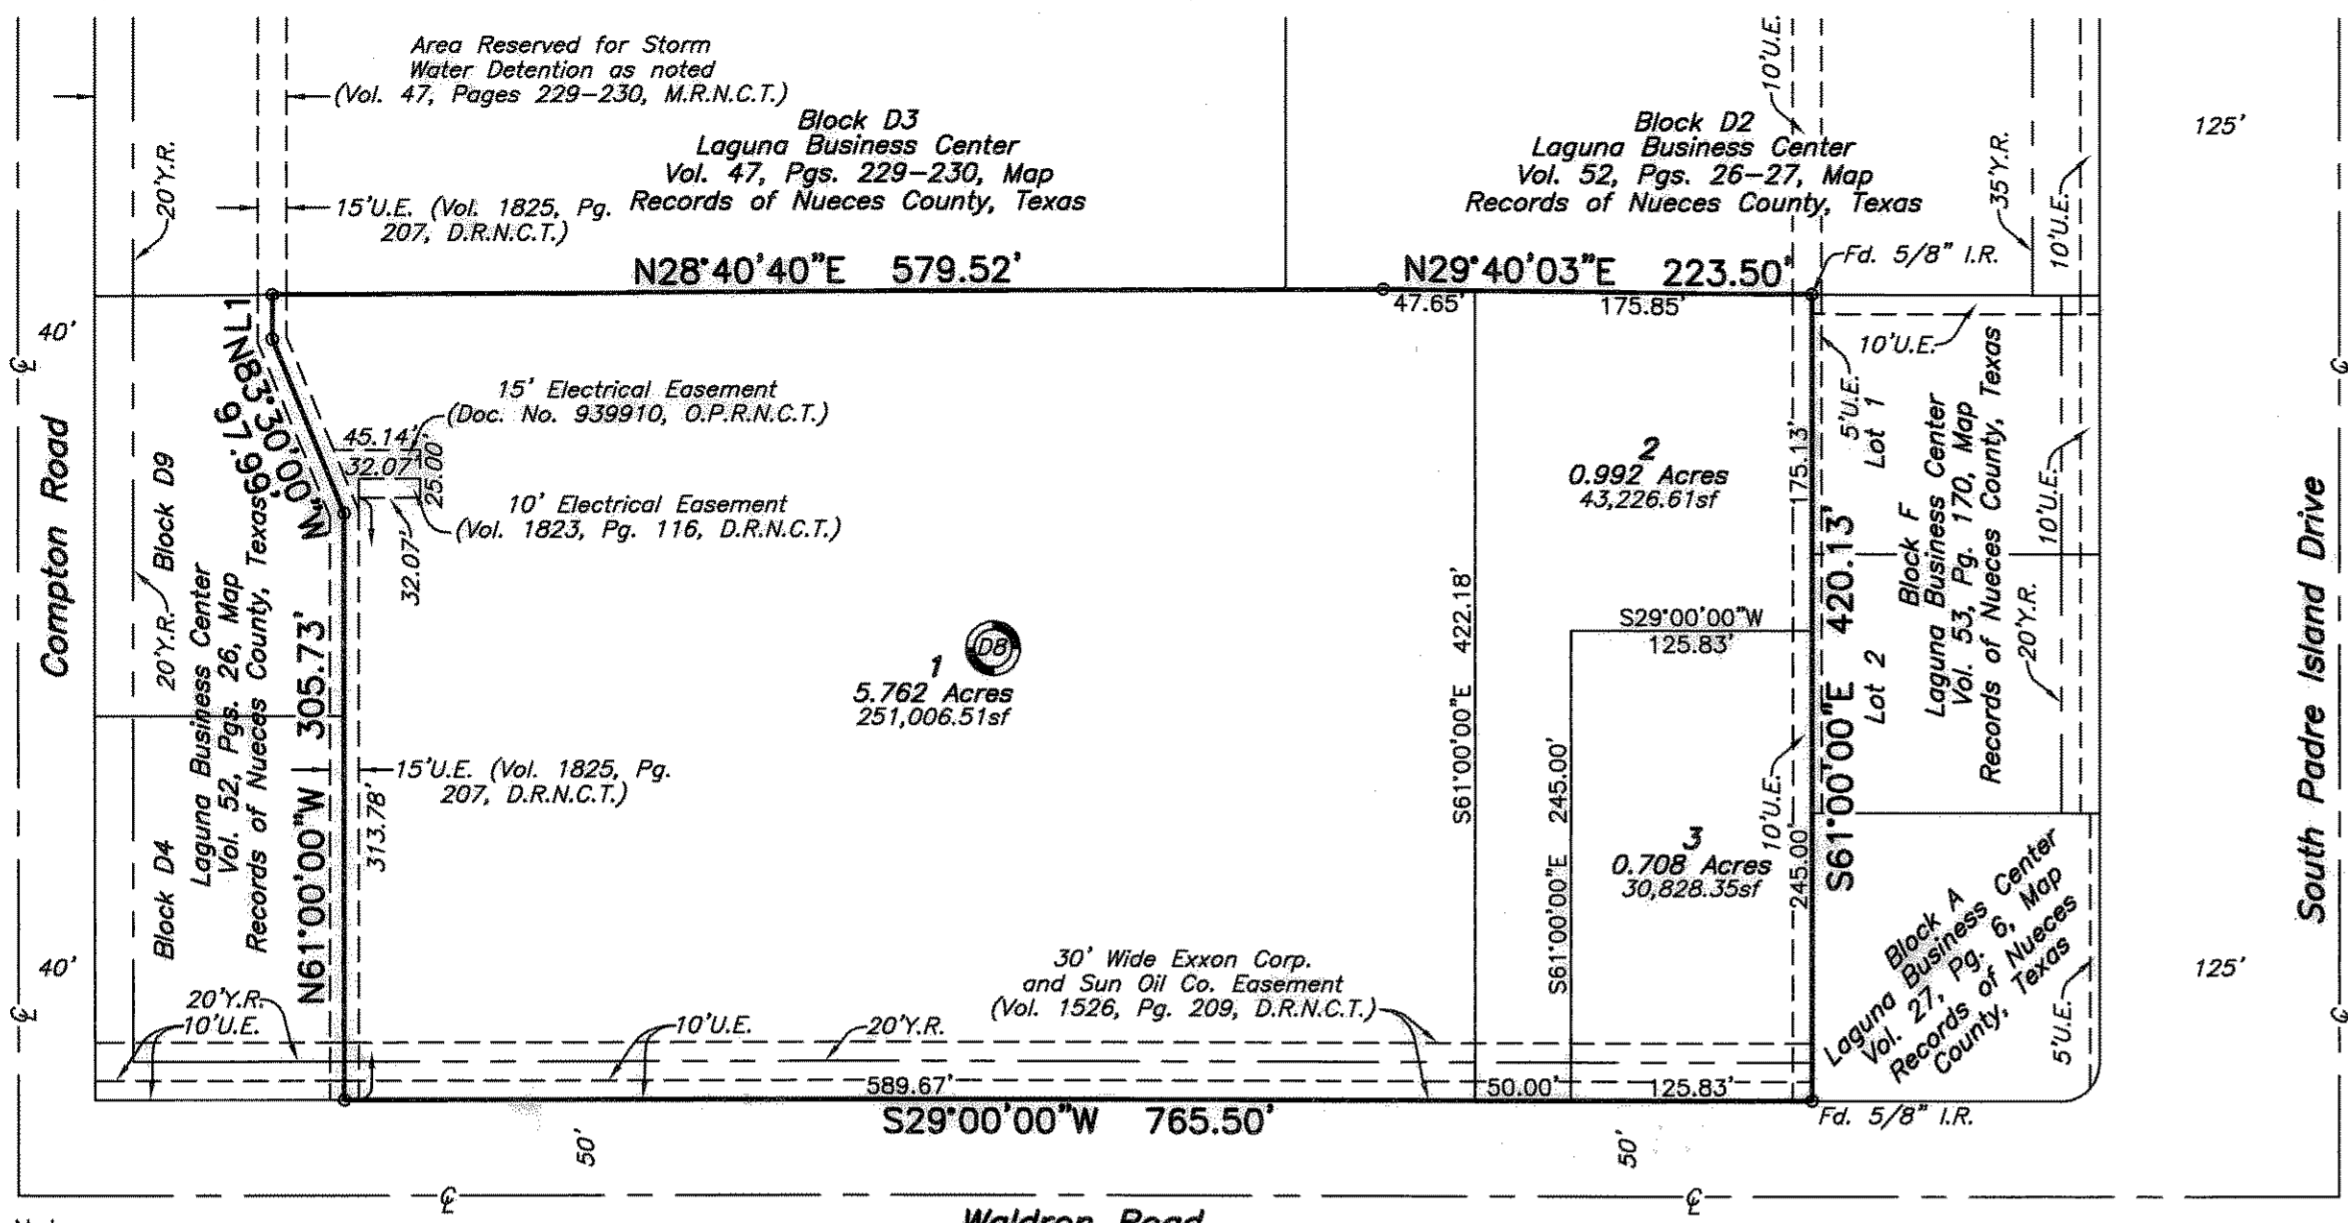 Area Reserved for Storm
Water Detention as noted
(Vol. 47, Pages 229-230, M.R.N.C.T.)
20'Y.R.
15'U.E. (Vol. 1825, Pg.
207, D.R.N.C.T.)
Block D3
Laguna Business Center
Vol. 47, Pgs. 229-230, Map
Records of Nueces County, Texas
Block D2
Laguna Business Center
Vol. 52, Pgs. 26-27, Map
Records of Nueces County, Texas
10'U.E.
35'Y.R.
10'U.E.
125'
N28°40'40"E 579.52'
N29°40'03"E 223.50'
Fd. 5/8" I.R.
47.65'
175.85'
40'
NL1
N83°30'00"W
97.66'
15' Electrical Easement
(Doc. No. 939910, O.P.R.N.C.T.)
45.14'
32.07'
25.00'
10' Electrical Easement
(Vol. 1823, Pg. 116, D.R.N.C.T.)
32.07'
10'U.E.
5'U.E.
Lot 1
Lot 2
Block F
Laguna Business Center
Vol. 53, Pg. 170, Map
Records of Nueces County, Texas
10'U.E.
20'Y.R.
2
0.992 Acres
43,226.61sf
175.13'
S61°00'00"E 420.13'
Compton Road
20'Y.R.
Block D9
Block D4
Laguna Business Center
Vol. 52, Pgs. 26, Map
Records of Nueces County, Texas
N61°00'00"W 305.73'
313.78'
15'U.E. (Vol. 1825, Pg.
207, D.R.N.C.T.)
D8
1
5.762 Acres
251,006.51sf
S61°00'00"E 422.18'
S29°00'00"W
125.83'
S61°00'00"E 245.00'
10'U.E.
3
0.708 Acres
30,828.35sf
245.00'
South Padre Island Drive
Block A
Laguna Business Center
Vol. 27, Pg. 6, Map
Records of Nueces
County, Texas
5'U.E.
125'
40'
20'Y.R.
10'U.E.
10'U.E.
20'Y.R.
30' Wide Exxon Corp.
and Sun Oil Co. Easement
(Vol. 1526, Pg. 209, D.R.N.C.T.)
589.67'
50.00'
125.83'
S29°00'00"W 765.50'
Fd. 5/8" I.R.
50'
50'
Waldron Road